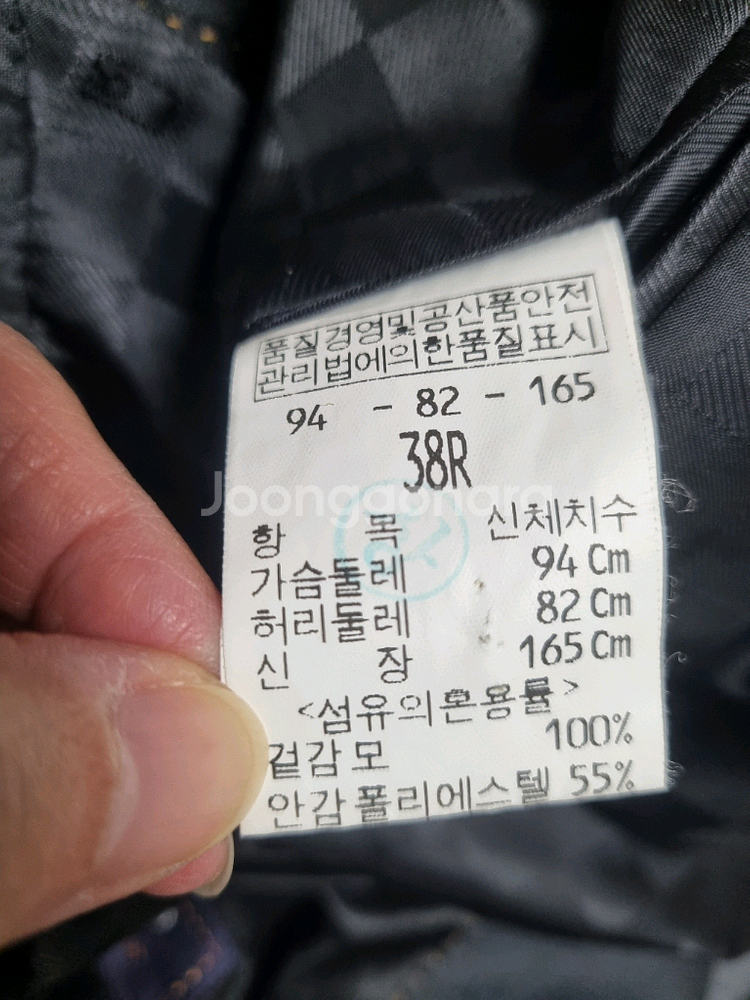 품질경영및공산품안전
관리법에의한품질표시
94 - 82 - 165
38R
Joonggonara
항 목 신체치수
가슴둘레 94 Cm
허리둘레 82 Cm
신 장 165 Cm
<섬유의혼용률>
겉감모 100%
안감폴리에스텔 55%